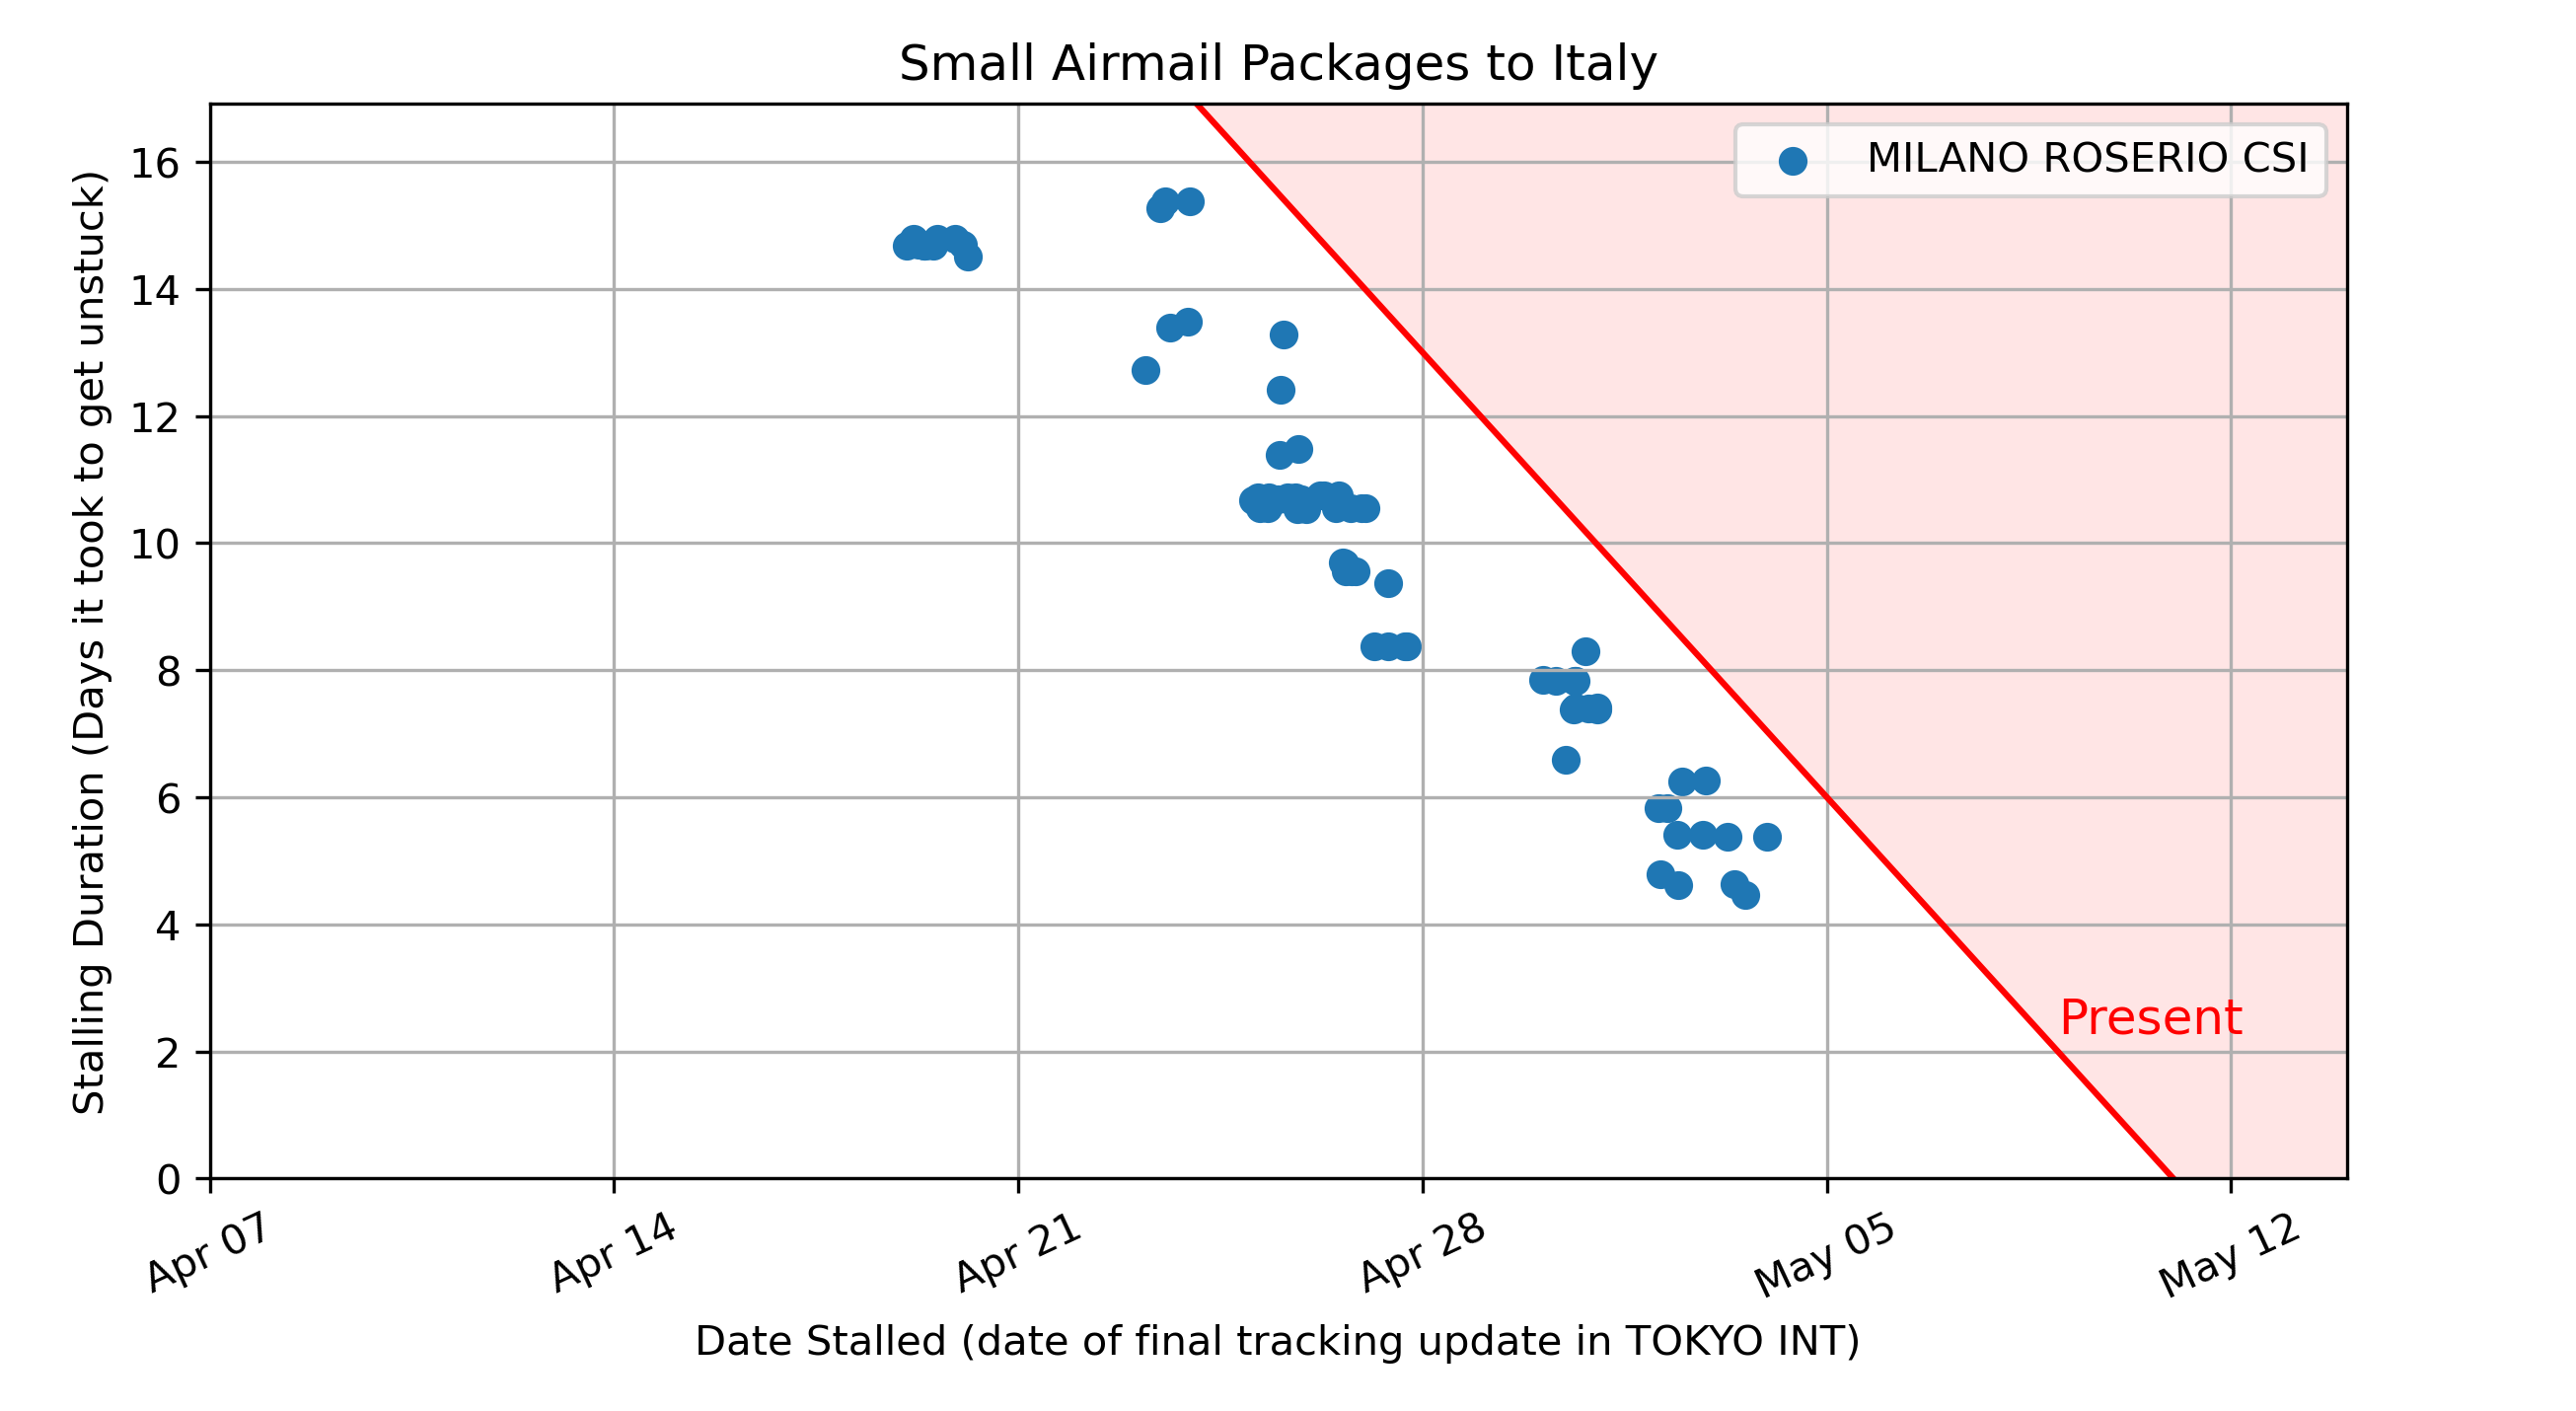 Small Airmail Packages to Italy
MILANO ROSERIO CSI
Stalling Duration (Days it took to get unstuck)
16
14
12
10
8
6
4
2
0
Present
Apr 07
Apr 14
Apr 21
Apr 28
May 05
May 12
Date Stalled (date of final tracking update in TOKYO INT)